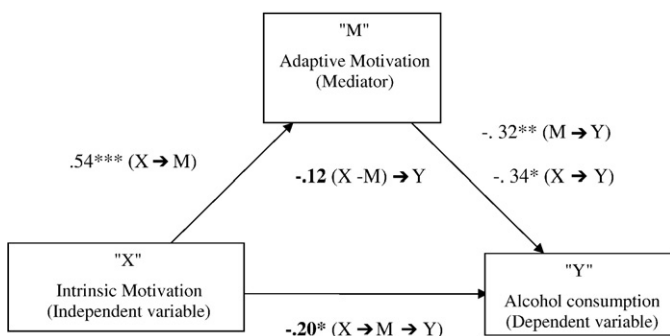 "M"
Adaptive Motivation
(Mediator)
-. 32** (M ➔ Y)
.54*** (X ➔ M)
-.12 (X -M) ➔ Y
-. 34* (X ➔ Y)
"X"
Intrinsic Motivation
(Independent variable)
"Y"
Alcohol consumption
(Dependent variable)
-.20* (X ➔M ➔ Y)